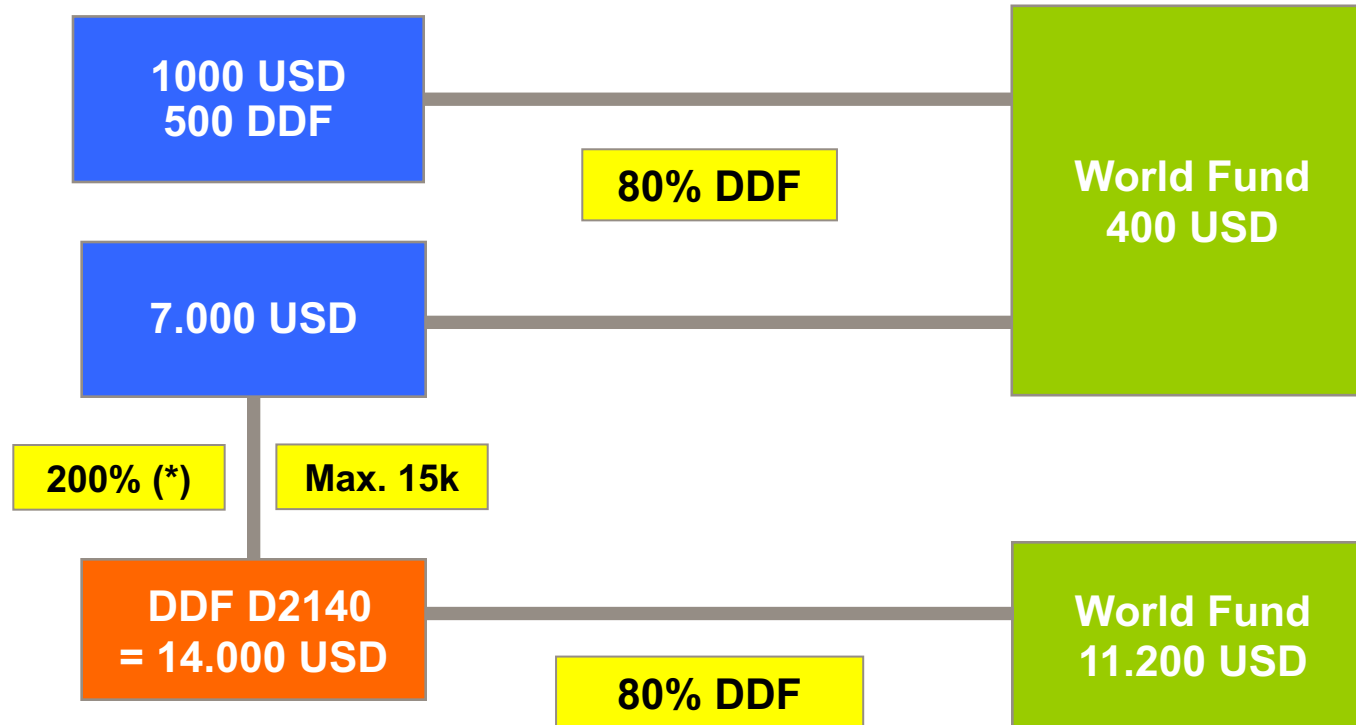 1000 USD
500 DDF
80% DDF
World Fund
400 USD
7.000 USD
200% (*)
Max. 15k
DDF D2140
= 14.000 USD
80% DDF
World Fund
11.200 USD